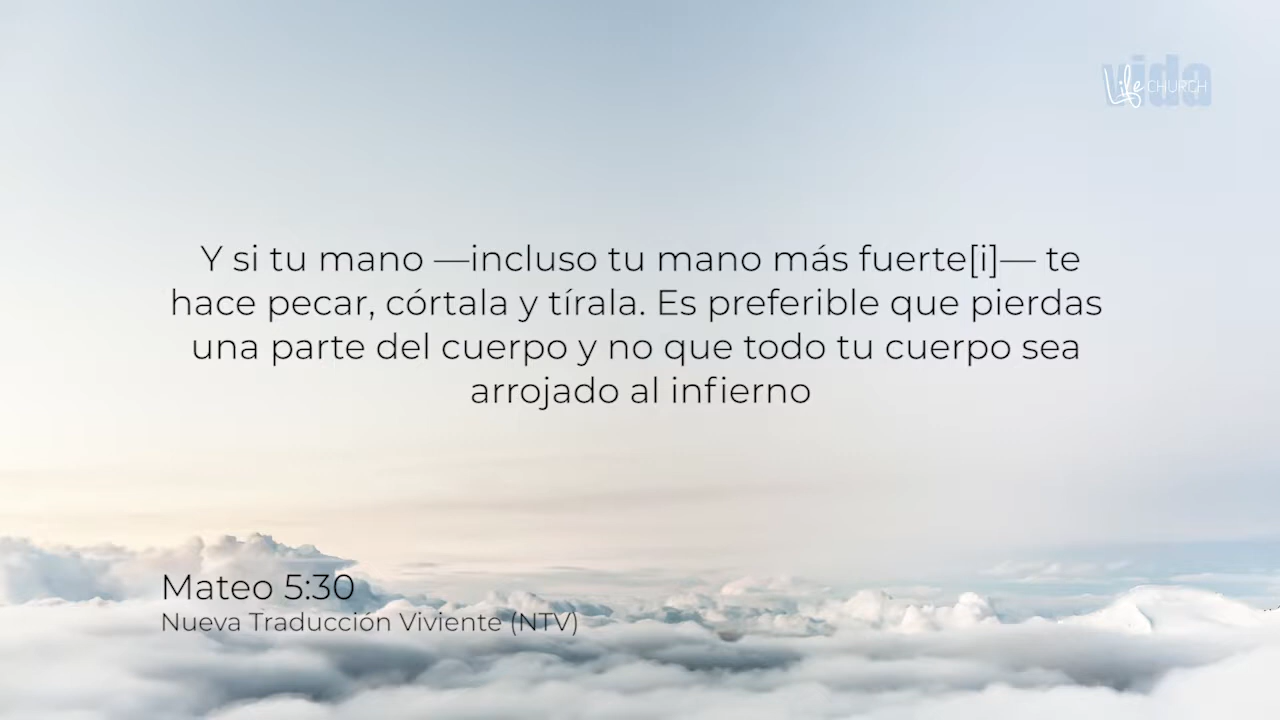 vida
Life CHURCH
Y si tu mano —incluso tu mano más fuerte[i]— te
hace pecar, córtala y tírala. Es preferible que pierdas
una parte del cuerpo y no que todo tu cuerpo sea
arrojado al infierno
Mateo 5:30
Nueva Traducción Viviente (NTV)